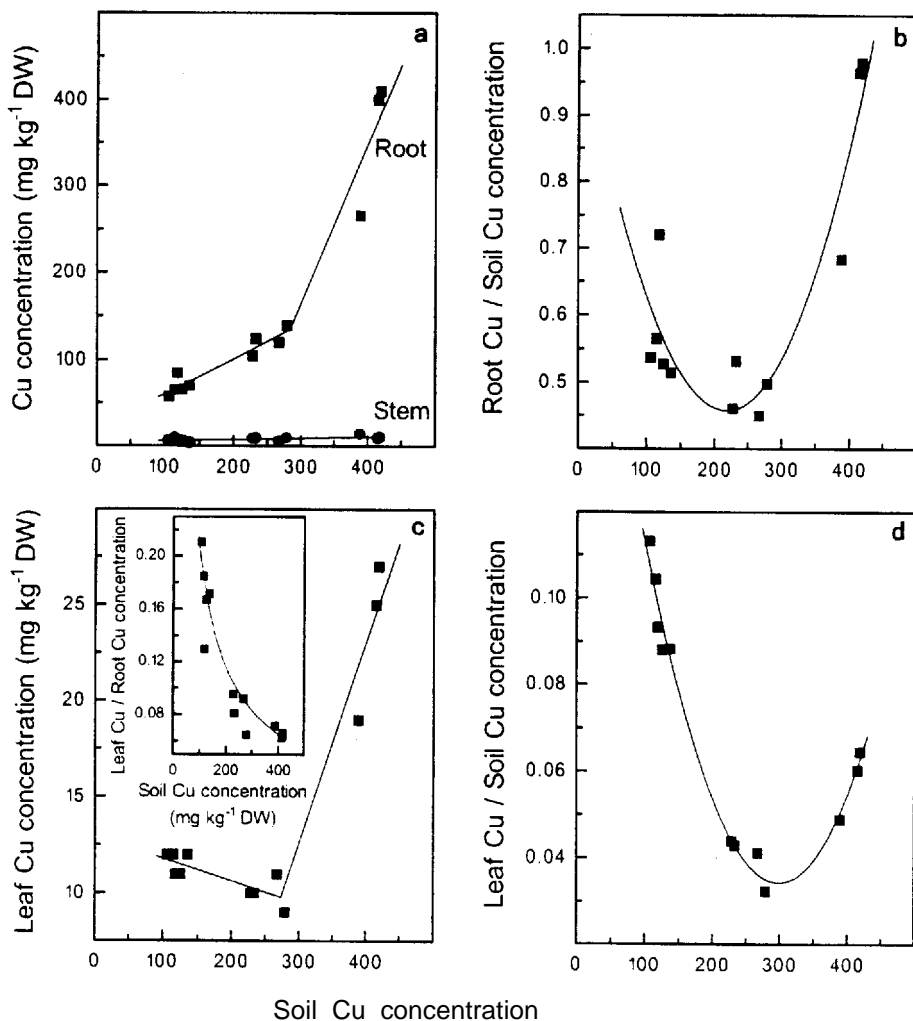 a
Cu concentration (mg kg⁻¹ DW)
400
300
200
100
Root
Stem
0 100 200 300 400
b
Root Cu / Soil Cu concentration
1.0
0.9
0.8
0.7
0.6
0.5
0 100 200 300 400
c
Leaf Cu concentration (mg kg⁻¹ DW)
25
20
15
10
Leaf Cu / Root Cu concentration
0.20
0.16
0.12
0.08
0 200 400
Soil Cu concentration
(mg kg⁻¹ DW)
0 100 200 300 400
d
Leaf Cu / Soil Cu concentration
0.10
0.08
0.06
0.04
0 100 200 300 400
Soil Cu concentration